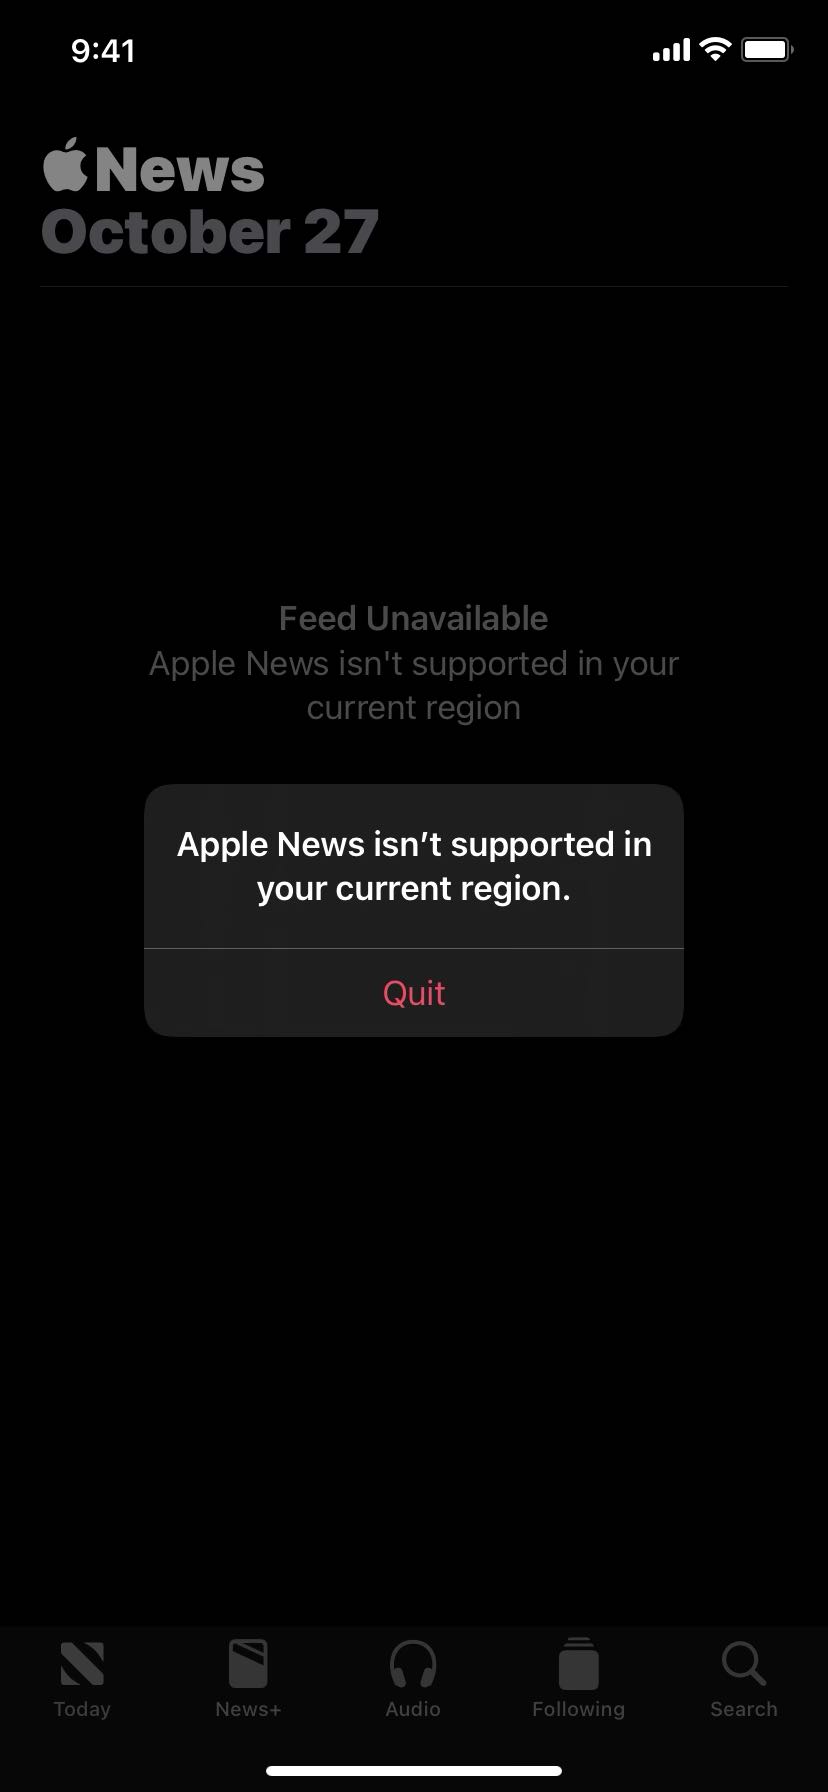 9:41
News
October 27
Feed Unavailable
Apple News isn't supported in your
current region
Apple News isn’t supported in
your current region.
Quit
Today
News+
Audio
Following
Search